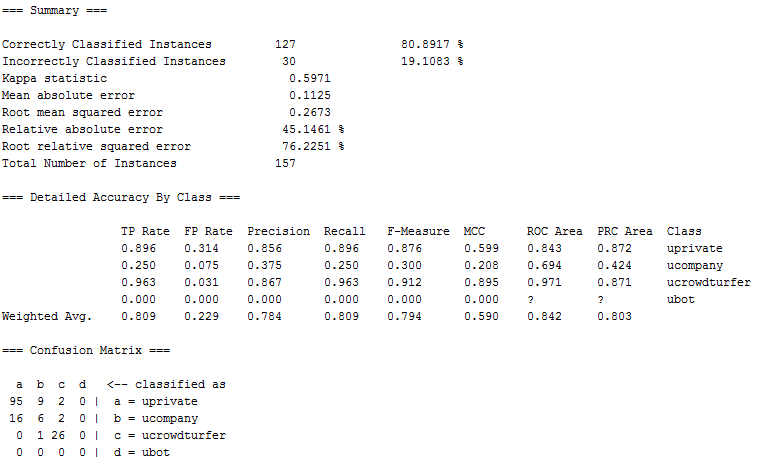 === Summary ===
Correctly Classified Instances 127 80.8917 %
Incorrectly Classified Instances 30 19.1083 %
Kappa statistic 0.5971
Mean absolute error 0.1125
Root mean squared error 0.2673
Relative absolute error 45.1461 %
Root relative squared error 76.2251 %
Total Number of Instances 157
=== Detailed Accuracy By Class ===
TP Rate FP Rate Precision Recall F-Measure MCC ROC Area PRC Area Class
0.896 0.314 0.856 0.896 0.876 0.599 0.843 0.872 uprivate
0.250 0.075 0.375 0.250 0.300 0.208 0.694 0.424 ucompany
0.963 0.031 0.867 0.963 0.912 0.895 0.971 0.871 ucrowdturfer
0.000 0.000 0.000 0.000 0.000 0.000 ? ? ubot
Weighted Avg. 0.809 0.229 0.784 0.809 0.794 0.590 0.842 0.803
=== Confusion Matrix ===
a b c d <-- classified as
95 9 2 0 | a = uprivate
16 6 2 0 | b = ucompany
0 1 26 0 | c = ucrowdturfer
0 0 0 0 | d = ubot